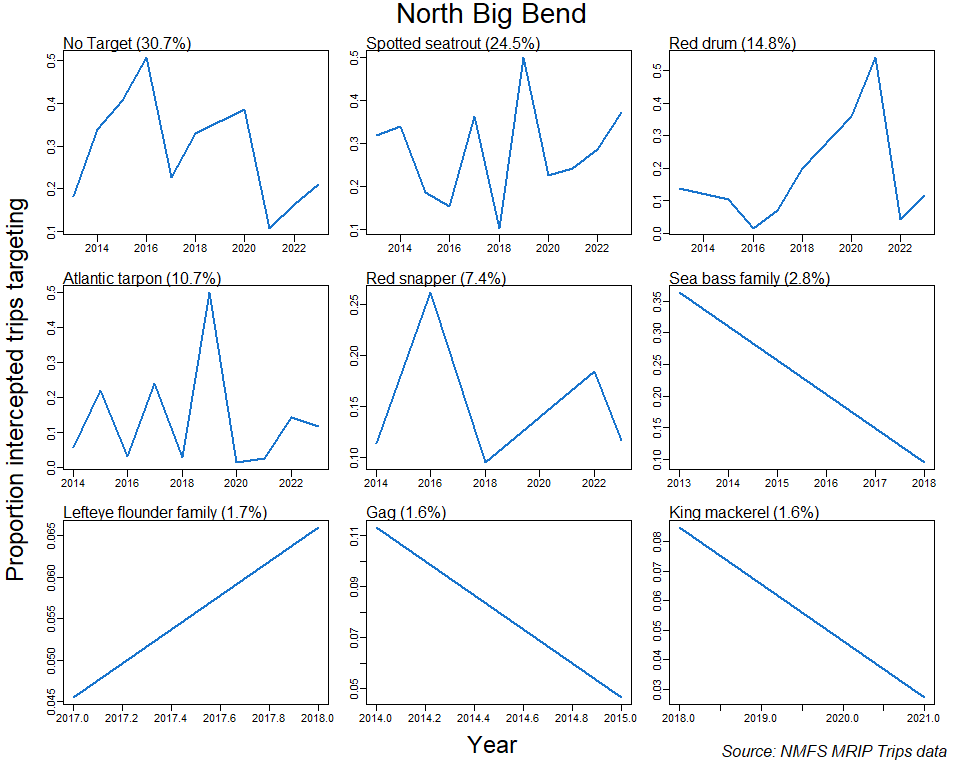 North Big Bend
Proportion intercepted trips targeting
No Target (30.7%)
0.5
0.4
0.3
0.2
0.1
2014 2016 2018 2020 2022
Spotted seatrout (24.5%)
0.5
0.4
0.3
0.2
0.1
2014 2016 2018 2020 2022
Red drum (14.8%)
0.5
0.4
0.3
0.2
0.1
0.0
2014 2016 2018 2020 2022
Atlantic tarpon (10.7%)
0.5
0.4
0.3
0.2
0.1
0.0
2014 2016 2018 2020 2022
Red snapper (7.4%)
0.25
0.20
0.15
0.10
2014 2016 2018 2020 2022
Sea bass family (2.8%)
0.35
0.30
0.25
0.20
0.15
0.10
2013 2014 2015 2016 2017 2018
Lefteye flounder family (1.7%)
0.065
0.060
0.055
0.050
0.045
2017.0 2017.2 2017.4 2017.6 2017.8 2018.0
Gag (1.6%)
0.11
0.09
0.07
0.05
2014.0 2014.2 2014.4 2014.6 2014.8 2015.0
King mackerel (1.6%)
0.08
0.07
0.06
0.05
0.04
0.03
2018.0 2019.0 2020.0 2021.0
Year
Source: NMFS MRIP Trips data